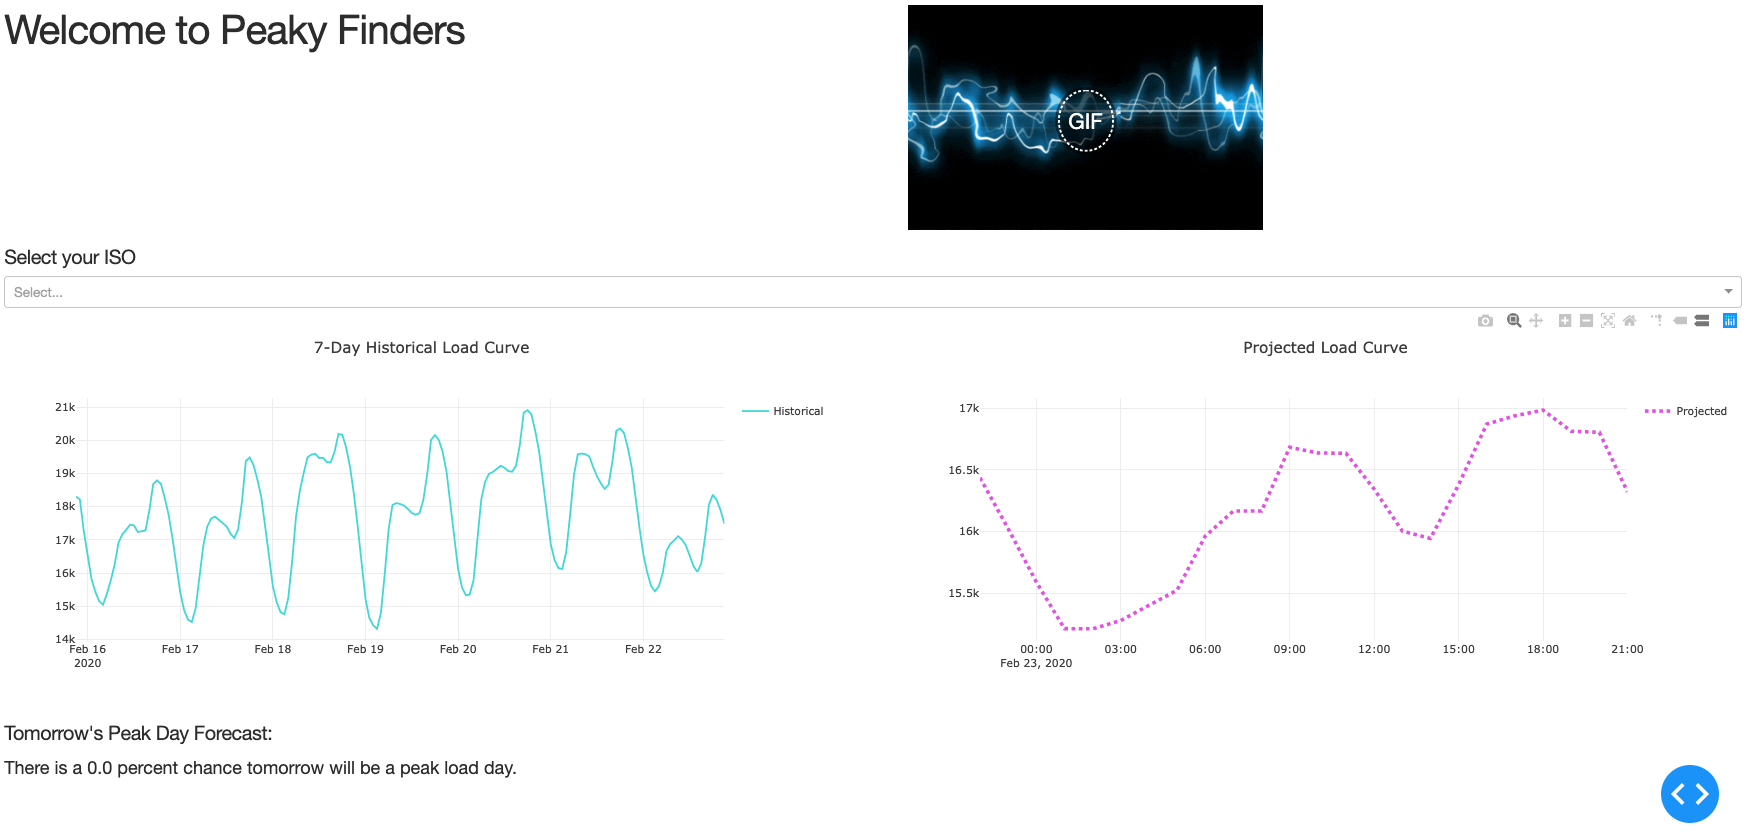 Welcome to Peaky Finders
GIF
Select your ISO
Select...
7-Day Historical Load Curve
21k
20k
19k
18k
17k
16k
15k
14k
Feb 16
2020
Feb 17
Feb 18
Feb 19
Feb 20
Feb 21
Feb 22
Historical
Projected Load Curve
17k
16.5k
16k
15.5k
00:00
Feb 23, 2020
03:00
06:00
09:00
12:00
15:00
18:00
21:00
Projected
Tomorrow's Peak Day Forecast:
There is a 0.0 percent chance tomorrow will be a peak load day.